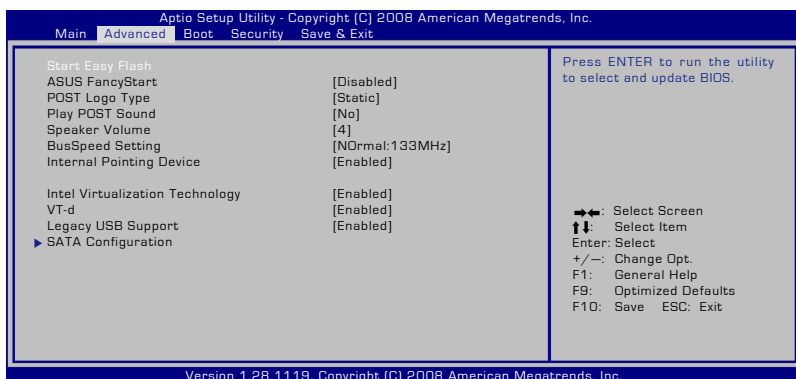 Aptio Setup Utility - Copyright (C) 2008 American Megatrends, Inc.
Main Advanced Boot Security Save & Exit
Start Easy Flash
ASUS FancyStart [Disabled]
POST Logo Type [Static]
Play POST Sound [No]
Speaker Volume [4]
BusSpeed Setting [NOrmal:133MHz]
Internal Pointing Device [Enabled]
Intel Virtualization Technology [Enabled]
VT-d [Enabled]
Legacy USB Support [Enabled]
SATA Configuration
Press ENTER to run the utility
to select and update BIOS.
→←: Select Screen
↑↓: Select Item
Enter: Select
+/—: Change Opt.
F1: General Help
F9: Optimized Defaults
F10: Save ESC: Exit
Version 1.28.1119. Copyright (C) 2008 American Megatrends, Inc.